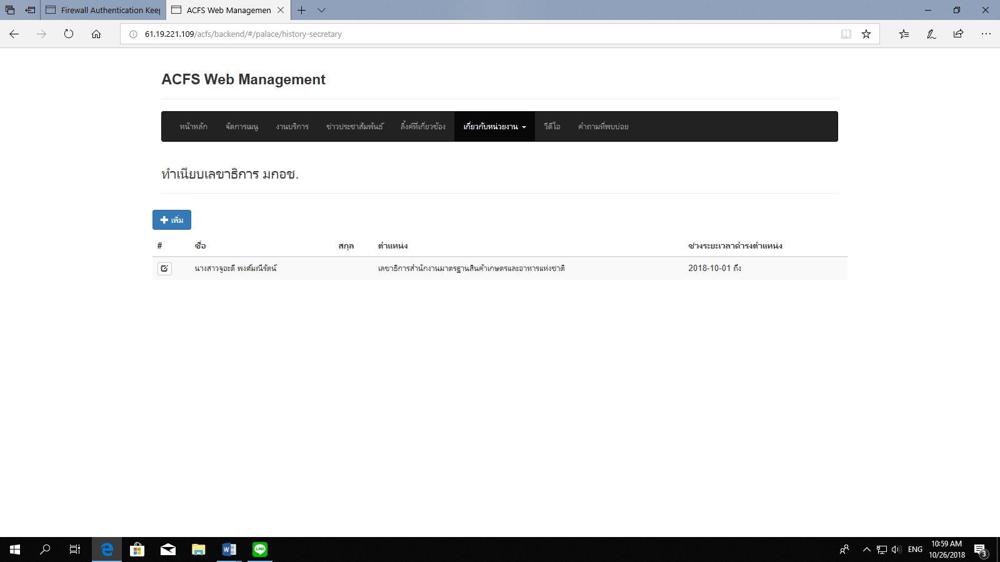 Firewall Authentication Keep
ACFS Web Managemen
61.19.221.109/acfs/backend/#/palace/history-secretary
ACFS Web Management
หน้าหลัก จัดการเมนู งานบริการ ข่าวประชาสัมพันธ์ ลิ้งค์ที่เกี่ยวข้อง เกี่ยวกับหน่วยงาน วีดีโอ คำถามที่พบบ่อย
ทำเนียบเลขาธิการ มกอช.
เพิ่ม
# ชื่อ สกุล ตำแหน่ง ช่วงระยะเวลาดำรงตำแหน่ง
นางสาวจูอะดี พงศ์มณีรัตน์ เลขาธิการสำนักงานมาตรฐานสินค้าเกษตรและอาหารแห่งชาติ 2018-10-01 ถึง
LINE
ENG
10:59 AM
10/26/2018
3